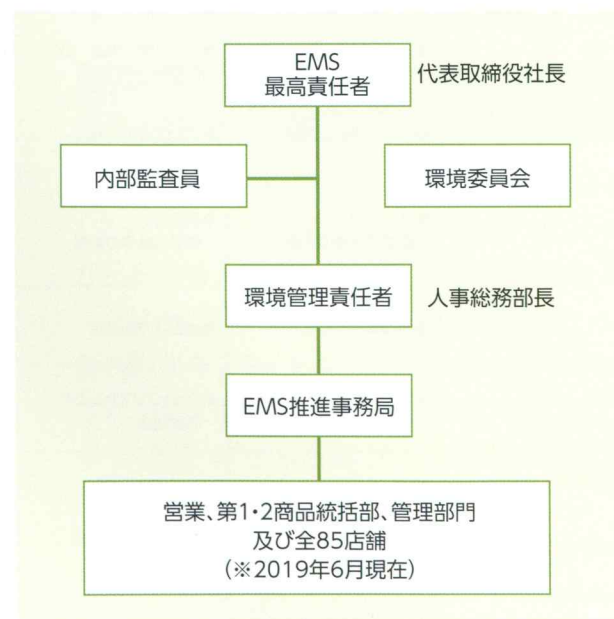 EMS
最高責任者
代表取締役社長
内部監査員
環境委員会
環境管理責任者
人事総務部長
EMS推進事務局
営業、第1・2商品統括部、管理部門
及び全85店舗
(※2019年6月現在)